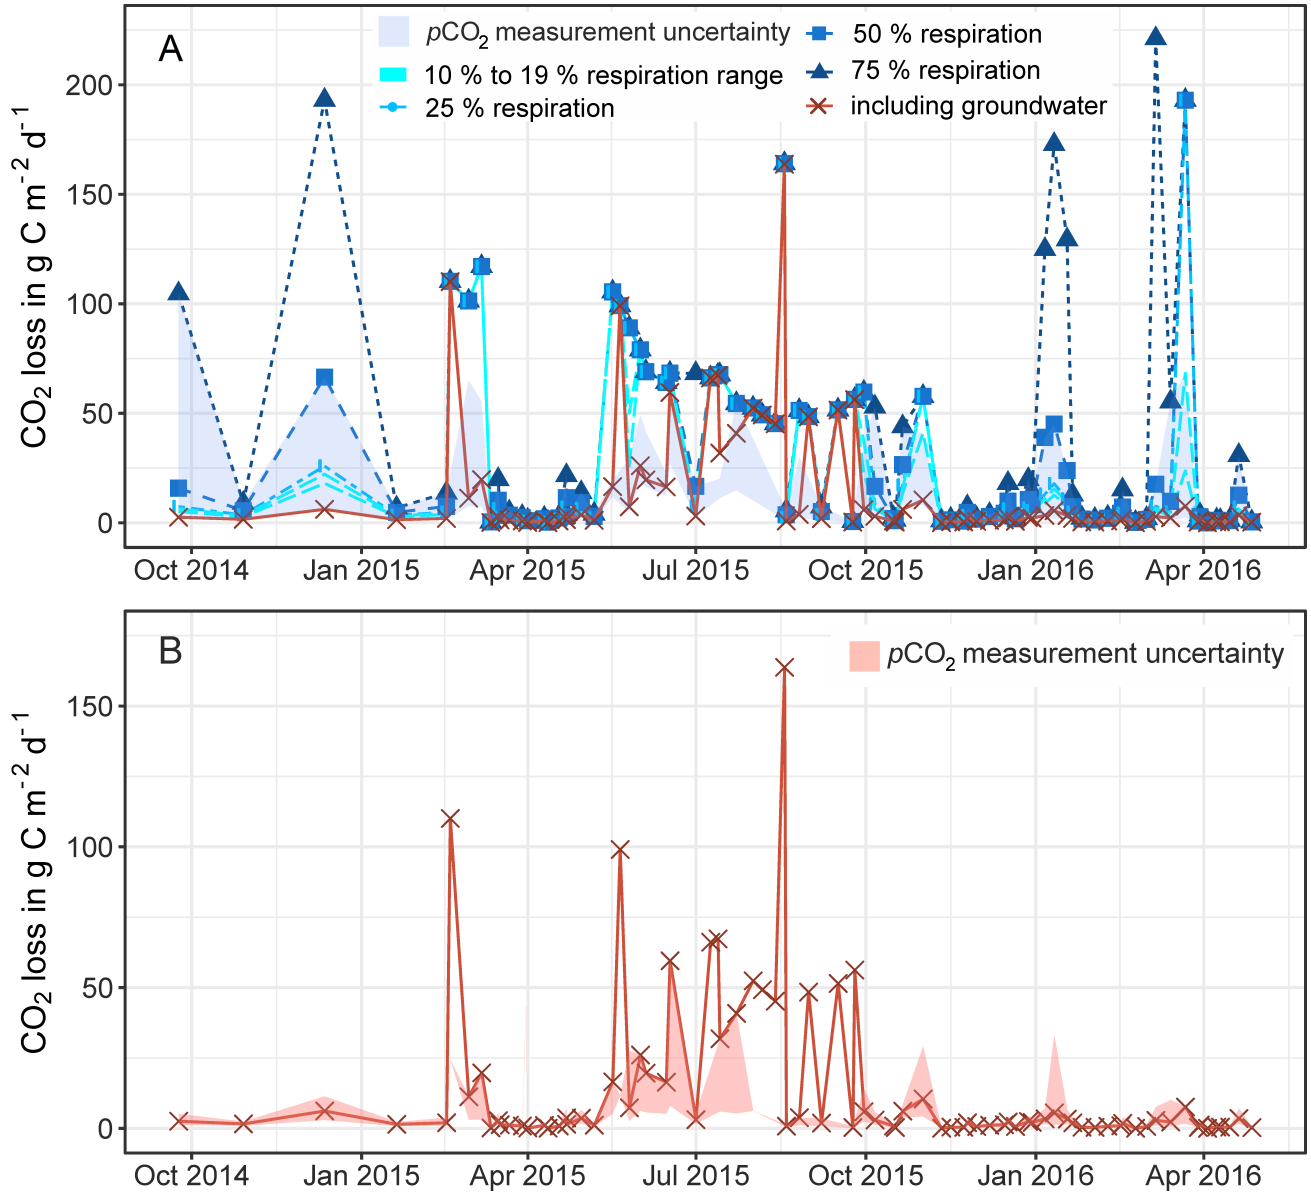 A
pCO2 measurement uncertainty
10 % to 19 % respiration range
25 % respiration
50 % respiration
75 % respiration
including groundwater
CO2 loss in g C m-2 d-1
200
150
100
50
0
Oct 2014 Jan 2015 Apr 2015 Jul 2015 Oct 2015 Jan 2016 Apr 2016
B
pCO2 measurement uncertainty
CO2 loss in g C m-2 d-1
150
100
50
0
Oct 2014 Jan 2015 Apr 2015 Jul 2015 Oct 2015 Jan 2016 Apr 2016